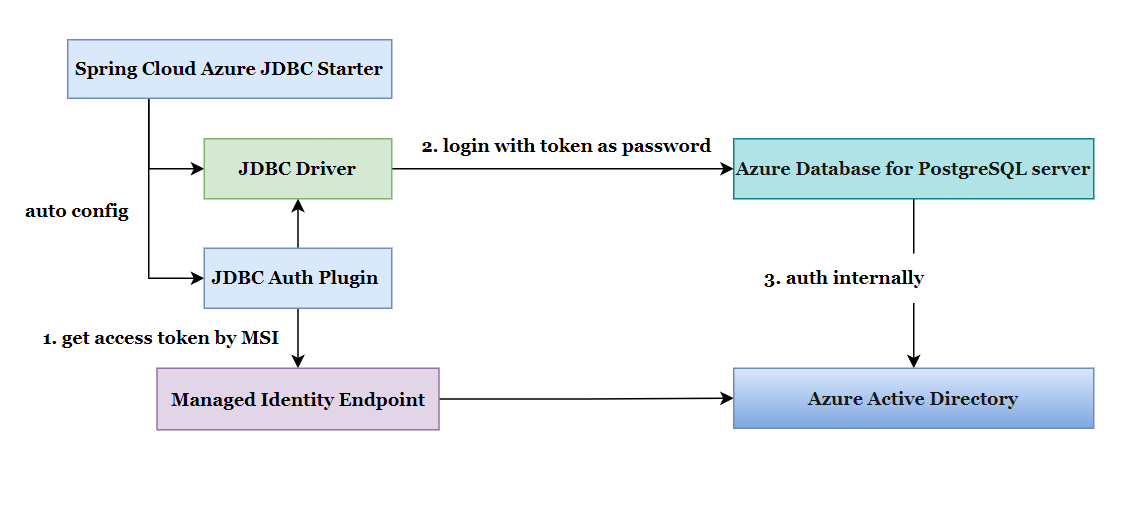 Spring Cloud Azure JDBC Starter
2. login with token as password
JDBC Driver
Azure Database for PostgreSQL server
auto config
JDBC Auth Plugin
3. auth internally
1. get access token by MSI
Managed Identity Endpoint
Azure Active Directory